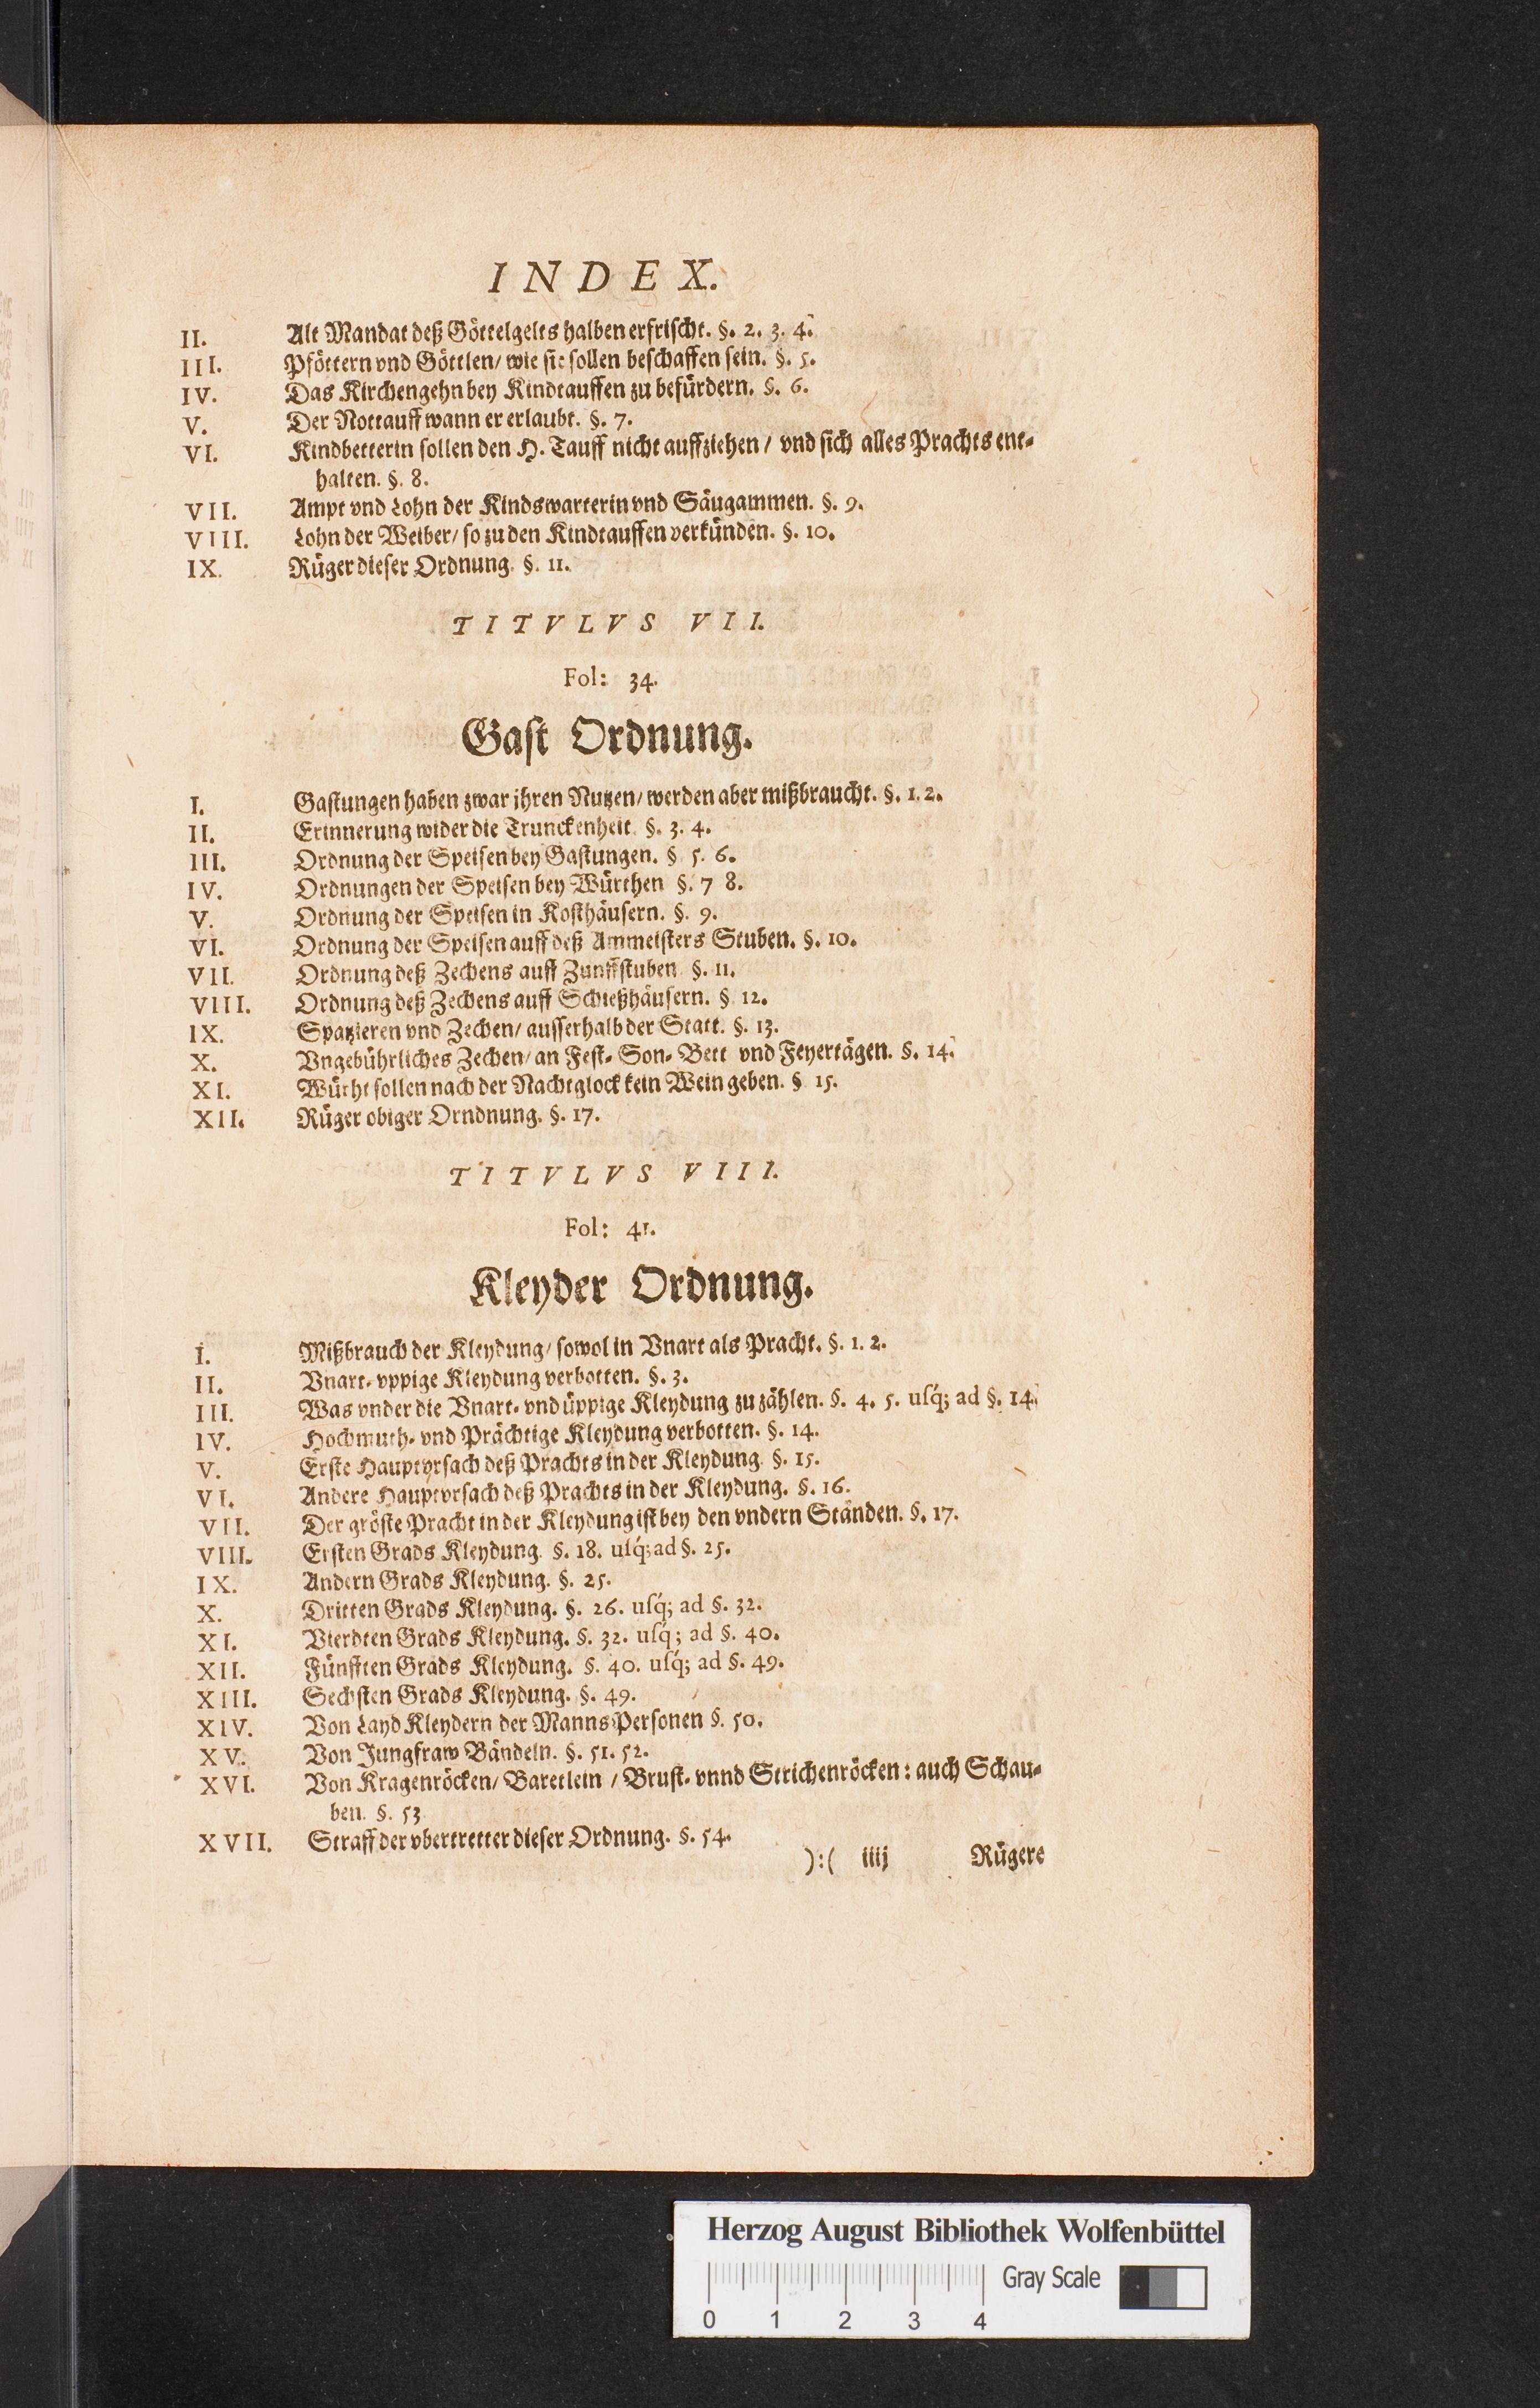 INDEX.
II. Alt Mandat deß Göttelgelts halben erfrischt. §. 2. 3. 4.
III. Pföttern vnd Göttlen/ wie sie sollen beschaffen sein. §. 5.
IV. Das Kirchengehn bey Kindtauffen zu befürdern. §. 6.
V. Der Nottauff wann er erlaubt. §. 7.
VI. Kindbetterin sollen den H. Tauff nicht auffziehen / vnd sich alles Prachts ent-
halten. §. 8.
VII. Ampt vnd Lohn der Kindswarterin vnd Säugammen. §. 9.
VIII. Lohn der Weiber/ so zu den Kindtauffen verkünden. §. 10.
IX. Rüger dieser Ordnung. §. 11.
TITVLVS VII.
Fol: 34.
Gast Ordnung.
I. Gastungen haben zwar ihren Nutzen/ werden aber mißbraucht. §. 1. 2.
II. Erinnerung wider die Trunckenheit. §. 3. 4.
III. Ordnung der Speisen bey Gastungen. § 5. 6.
IV. Ordnungen der Speisen bey Würthen §. 7 8.
V. Ordnung der Speisen in Kosthäusern. §. 9.
VI. Ordnung der Speisen auff deß Ammeisters Stuben. §. 10.
VII. Ordnung deß Zechens auff Zunfftstuben §. 11.
VIII. Ordnung deß Zechens auff Schießhäusern. § 12.
IX. Spatzieren vnd Zechen/ ausserhalb der Statt. §. 13.
X. Vngebührliches Zechen/ an Fest- Son- Bett vnd Feyertägen. §. 14.
XI. Würht sollen nach der Nachtglock kein Wein geben. § 15.
XII. Rüger obiger Orndnung. §. 17.
TITVLVS VIII.
Fol: 41.
Kleyder Ordnung.
I. Mißbrauch der Kleydung/ sowol in Vnart als Pracht. §. 1. 2.
II. Vnart- vppige Kleydung verbotten. §. 3.
III. Was vnder die Vnart- vnd üppige Kleydung zu zählen. §. 4. 5. usq́; ad §. 14.
IV. Hochmuth- vnd Prächtige Kleydung verbotten. §. 14.
V. Erste Hauptvrsach deß Prachts in der Kleydung. §. 15.
VI. Andere Hauptvrsach deß Prachts in der Kleydung. §. 16.
VII. Der gröste Pracht in der Kleydung ist bey den vndern Ständen. §. 17.
VIII. Ersten Grads Kleydung. §. 18. usq́; ad §. 25.
IX. Andern Grads Kleydung. §. 25.
X. Dritten Grads Kleydung. §. 26. usq́; ad §. 32.
XI. Vierdten Grads Kleydung. §. 32. usq́; ad §. 40.
XII. Fünfften Grads Kleydung. §. 40. usq́; ad §. 49.
XIII. Sechsten Grads Kleydung. §. 49.
XIV. Von Layd Kleydern der Manns Personen §. 50.
XV. Von Jungfraw Bändeln. §. 51. 52.
XVI. Von Kragenröcken/ Baretlein / Brust- vnnd Strichenröcken: auch Schau-
ben. §. 53
XVII. Straff der vbertretter dieser Ordnung. §. 54.
):( iiij Rügere
Herzog August Bibliothek Wolfenbüttel
Gray Scale
0 1 2 3 4